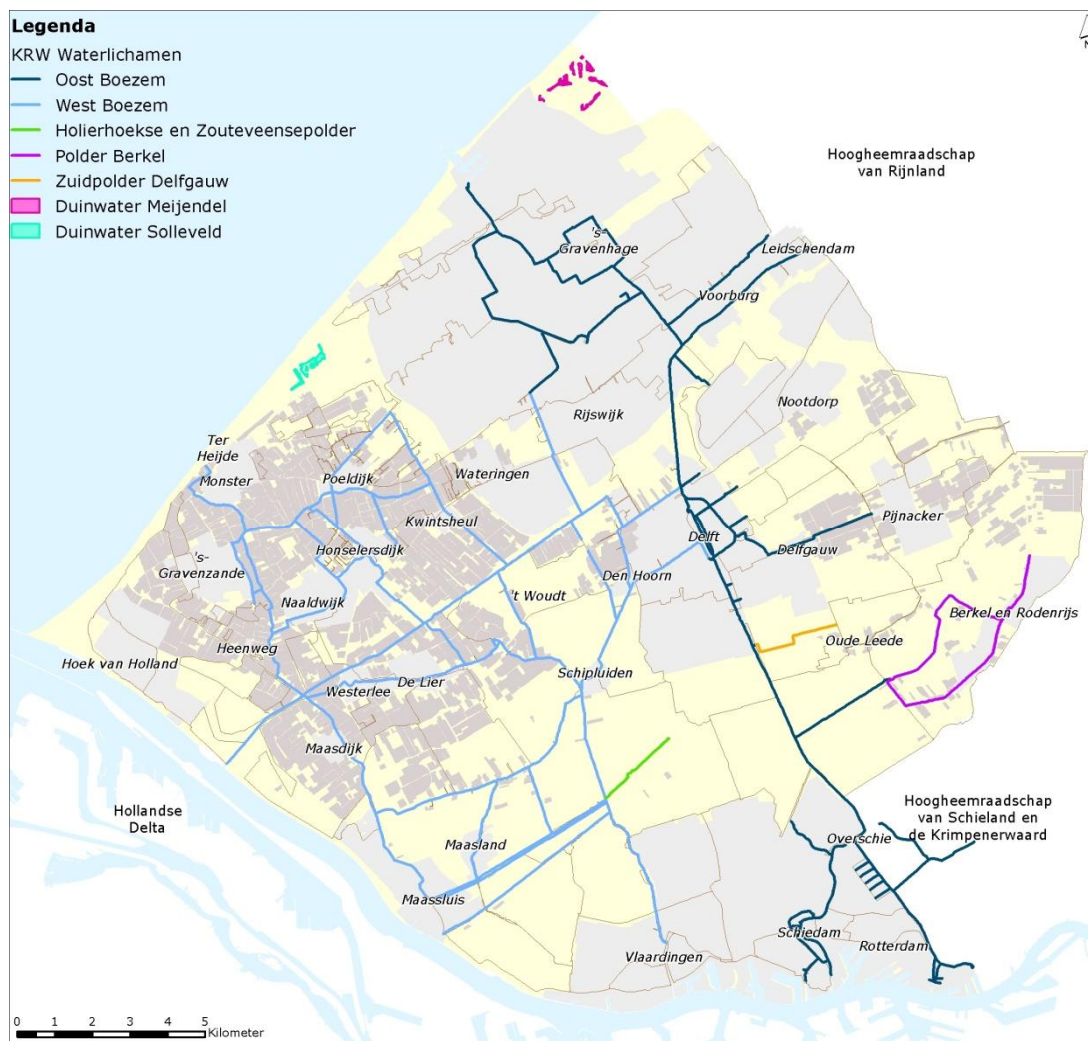 Legenda
KRW Waterlichamen
Oost Boezem
West Boezem
Holierhoekse en Zouteveensepolder
Polder Berkel
Zuidpolder Delfgauw
Duinwater Meijendel
Duinwater Solleveld
Hoogheemraadschap
van Rijnland
's-
Gravenhage
Leidschendam
Voorburg
Nootdorp
Rijswijk
Ter
Heijde
Monster
Poeldijk
Wateringen
Kwintsheul
Pijnacker
Delft
Delfgauw
Honselersdijk
's-
Gravenzande
Den Hoorn
't Woudt
Naaldwijk
Berkel en Rodenrijs
Oude Leede
Heenweg
Hoek van Holland
Schipluiden
De Lier
Westerlee
Maasdijk
Hollandse
Delta
Hoogheemraadschap
van Schieland en
de Krimpenerwaard
Overschie
Maasland
Maassluis
Schiedam
Rotterdam
Vlaardingen
0 1 2 3 4 5
Kilometer